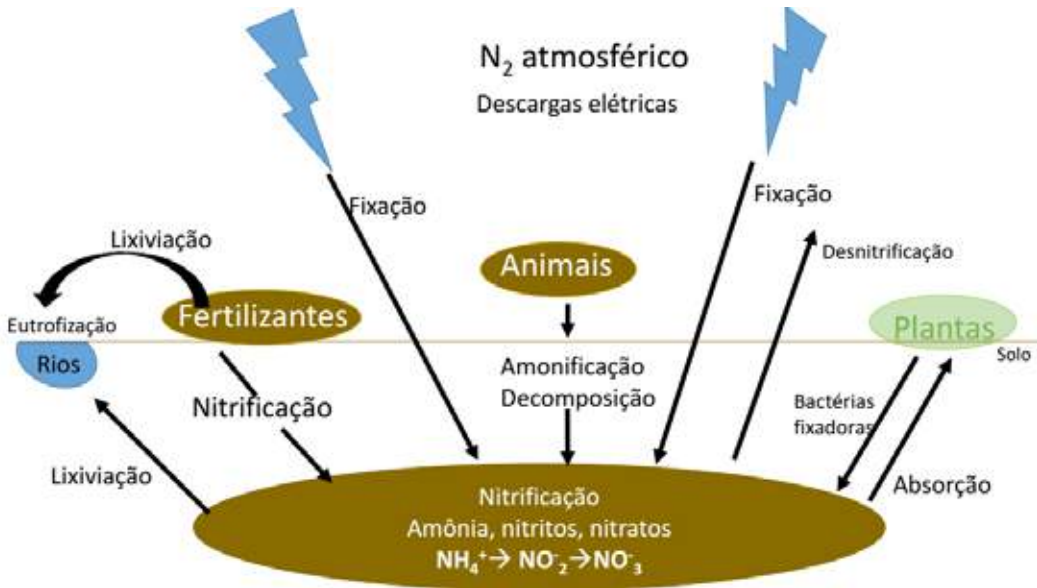 N₂ atmosférico
Descargas elétricas
Fixação
Fixação
Lixiviação
Animais
Desnitrificação
Eutrofização
Fertilizantes
Plantas
Rios
Solo
Amonificação
Decomposição
Nitrificação
Bactérias
fixadoras
Lixiviação
Absorção
Nitrificação
Amônia, nitritos, nitratos
NH₄⁺→ NO⁻₂→NO⁻₃